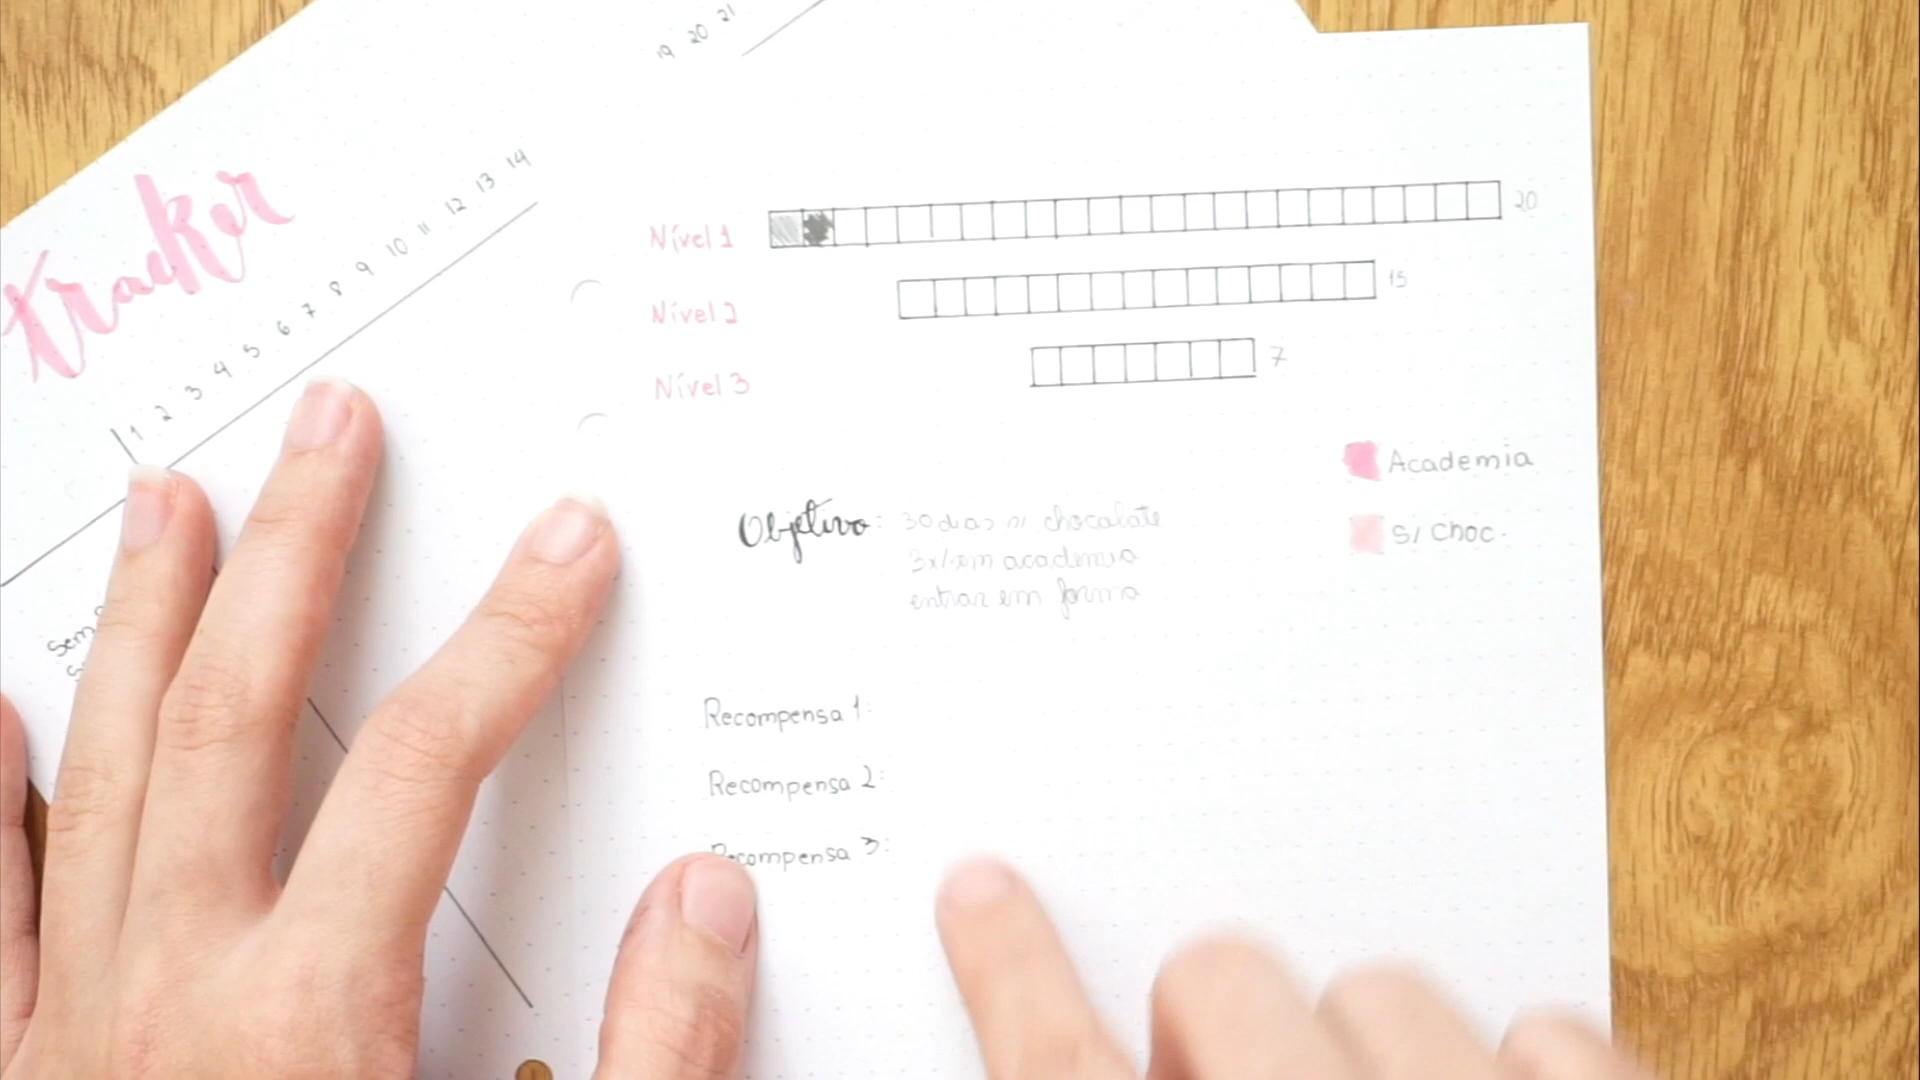 tracker
1 2 3 4 5 6 7 8 9 10 11 12 13 14
19 20 21
Nível 1 20
Nível 2 15
Nível 3 7
Academia
S/ Choc.
Objetivo: 30 dias s/ chocolate
3x/sem academia
entrar em forma
Recompensa 1:
Recompensa 2:
Recompensa 3: